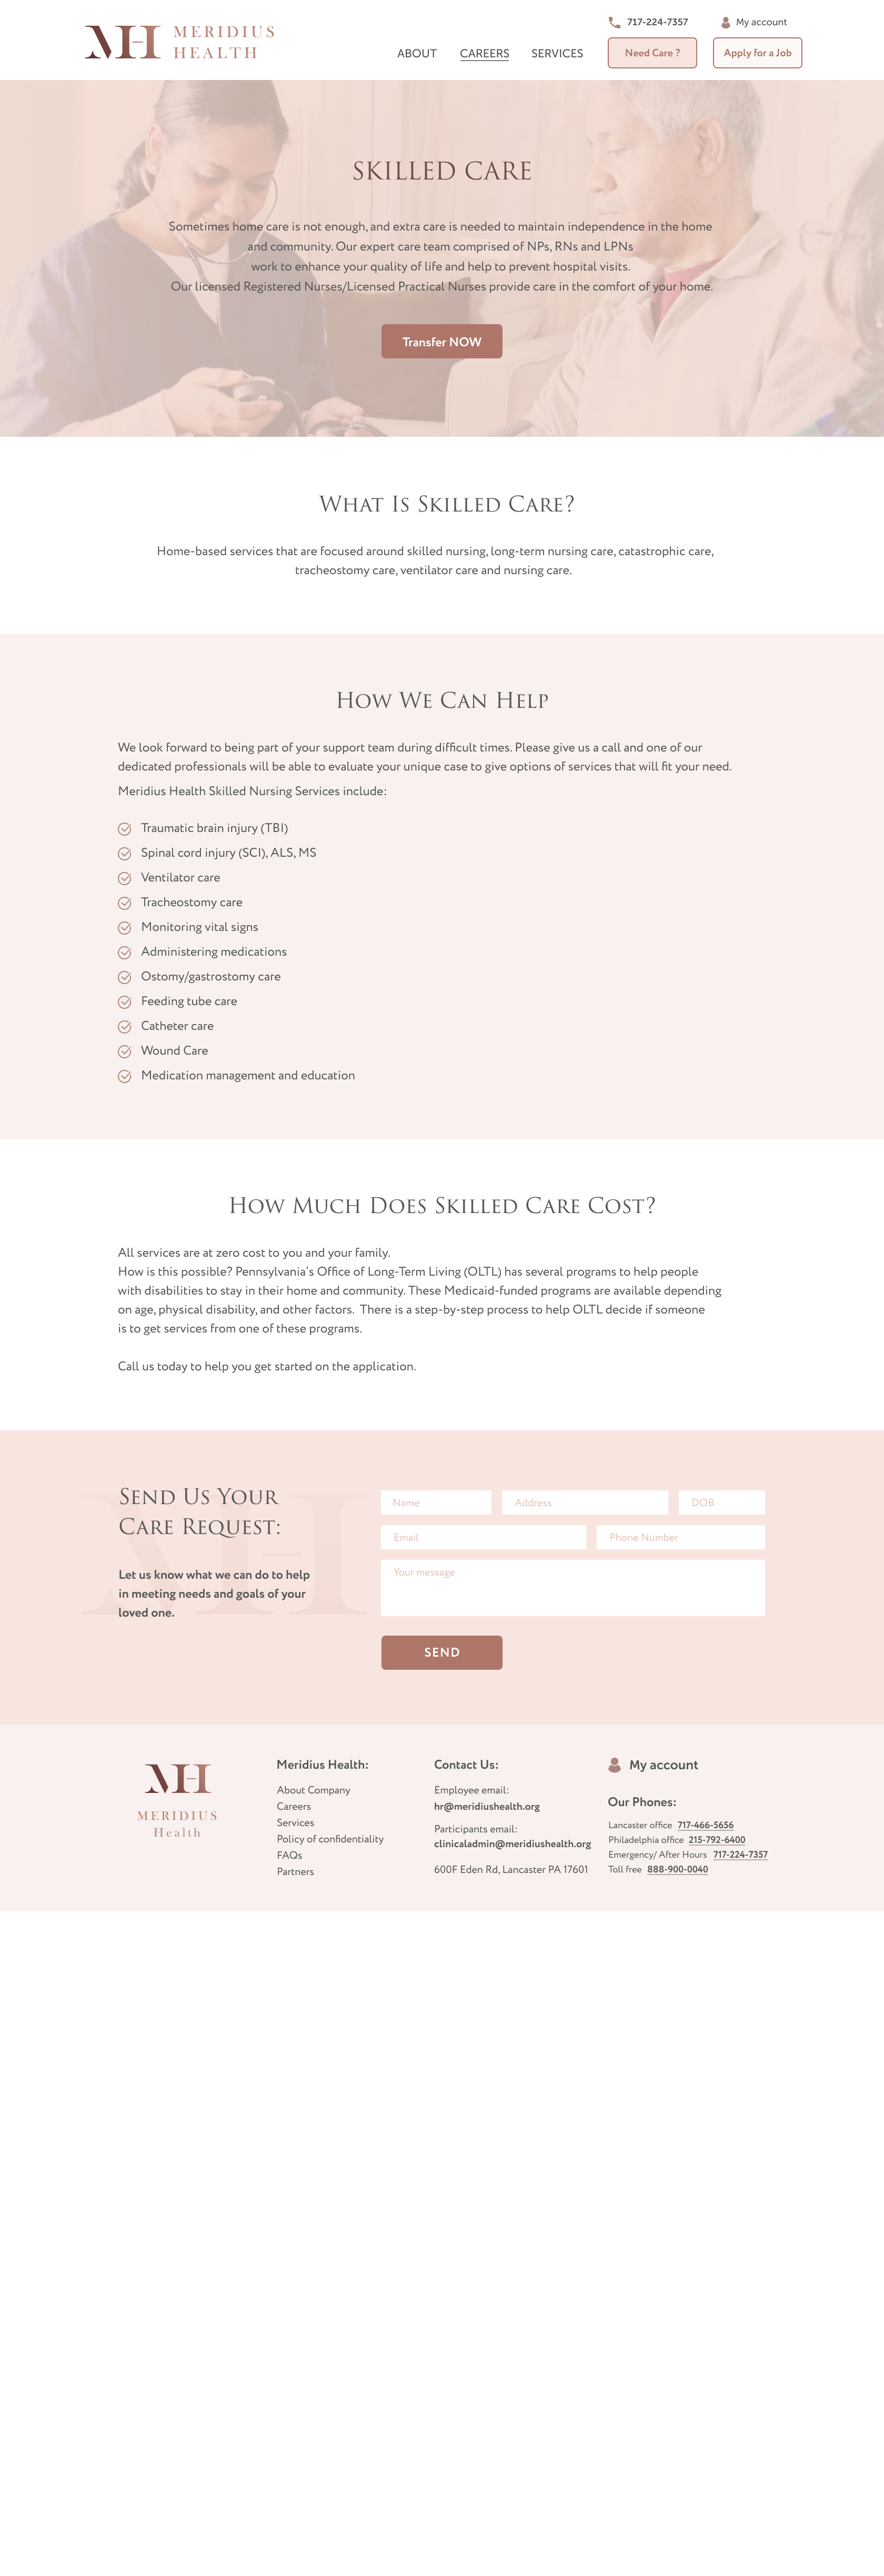 MH MERIDIUS
HEALTH
717-224-7357
My account
ABOUT
CAREERS
SERVICES
Need Care ?
Apply for a Job
SKILLED CARE
Sometimes home care is not enough, and extra care is needed to maintain independence in the home
and community. Our expert care team comprised of NPs, RNs and LPNs
work to enhance your quality of life and help to prevent hospital visits.
Our licensed Registered Nurses/Licensed Practical Nurses provide care in the comfort of your home.
Transfer NOW
What Is Skilled Care?
Home-based services that are focused around skilled nursing, long-term nursing care, catastrophic care,
tracheostomy care, ventilator care and nursing care.
How We Can Help
We look forward to being part of your support team during difficult times. Please give us a call and one of our
dedicated professionals will be able to evaluate your unique case to give options of services that will fit your need.
Meridius Health Skilled Nursing Services include:
Traumatic brain injury (TBI)
Spinal cord injury (SCI), ALS, MS
Ventilator care
Tracheostomy care
Monitoring vital signs
Administering medications
Ostomy/gastrostomy care
Feeding tube care
Catheter care
Wound Care
Medication management and education
How Much Does Skilled Care Cost?
All services are at zero cost to you and your family.
How is this possible? Pennsylvania's Office of Long-Term Living (OLTL) has several programs to help people
with disabilities to stay in their home and community. These Medicaid-funded programs are available depending
on age, physical disability, and other factors. There is a step-by-step process to help OLTL decide if someone
is to get services from one of these programs.
Call us today to help you get started on the application.
MH
Send Us Your
Care Request:
Let us know what we can do to help
in meeting needs and goals of your
loved one.
Name
Address
DOB
Email
Phone Number
Your message
SEND
MH
MERIDIUS
Health
Meridius Health:
About Company
Careers
Services
Policy of confidentiality
FAQs
Partners
Contact Us:
Employee email:
hr@meridiushealth.org
Participants email:
clinicaladmin@meridiushealth.org
600F Eden Rd, Lancaster PA 17601
My account
Our Phones:
Lancaster office 717-466-5656
Philadelphia office 215-792-6400
Emergency/ After Hours 717-224-7357
Toll free 888-900-0040